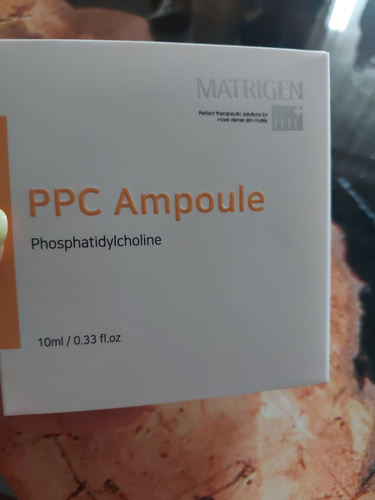 MATRIGEN
Perfect therapeutic solutions for
more dense skin matrix
PPC Ampoule
Phosphatidylcholine
10ml / 0.33 fl.oz